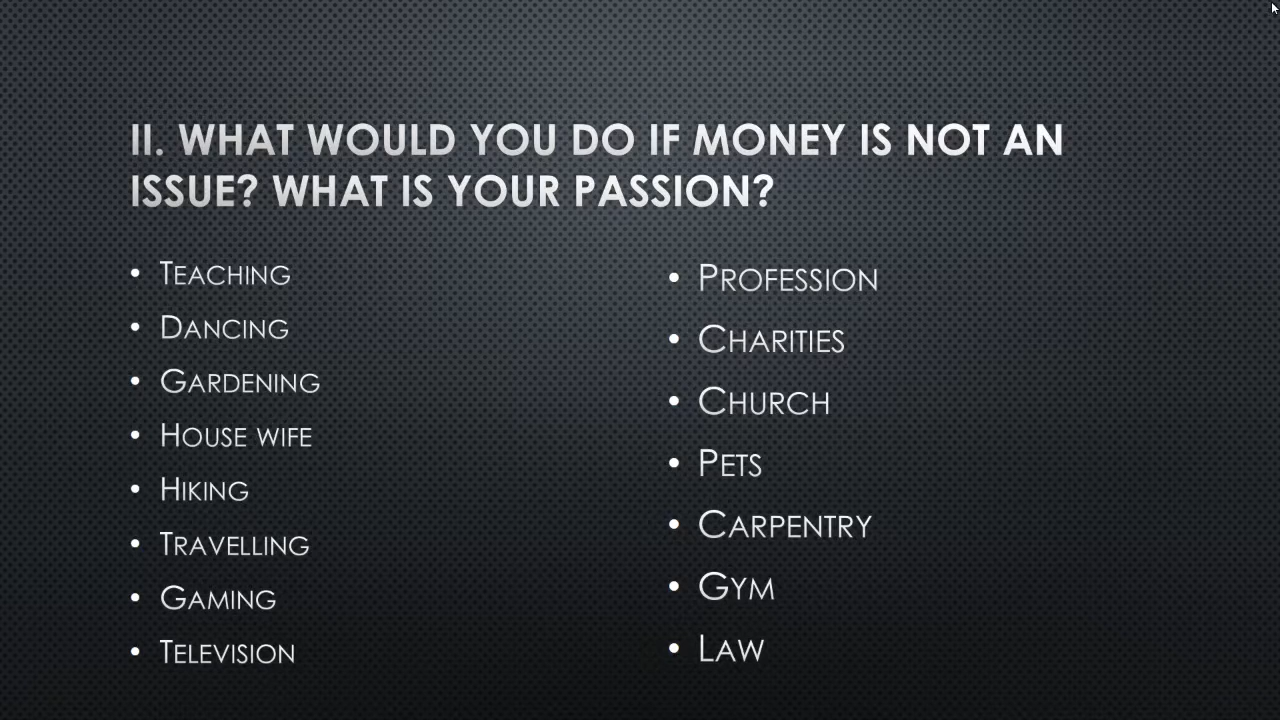 II. WHAT WOULD YOU DO IF MONEY IS NOT AN
ISSUE? WHAT IS YOUR PASSION?
• TEACHING
• DANCING
• GARDENING
• HOUSE WIFE
• HIKING
• TRAVELLING
• GAMING
• TELEVISION
• PROFESSION
• CHARITIES
• CHURCH
• PETS
• CARPENTRY
• GYM
• LAW